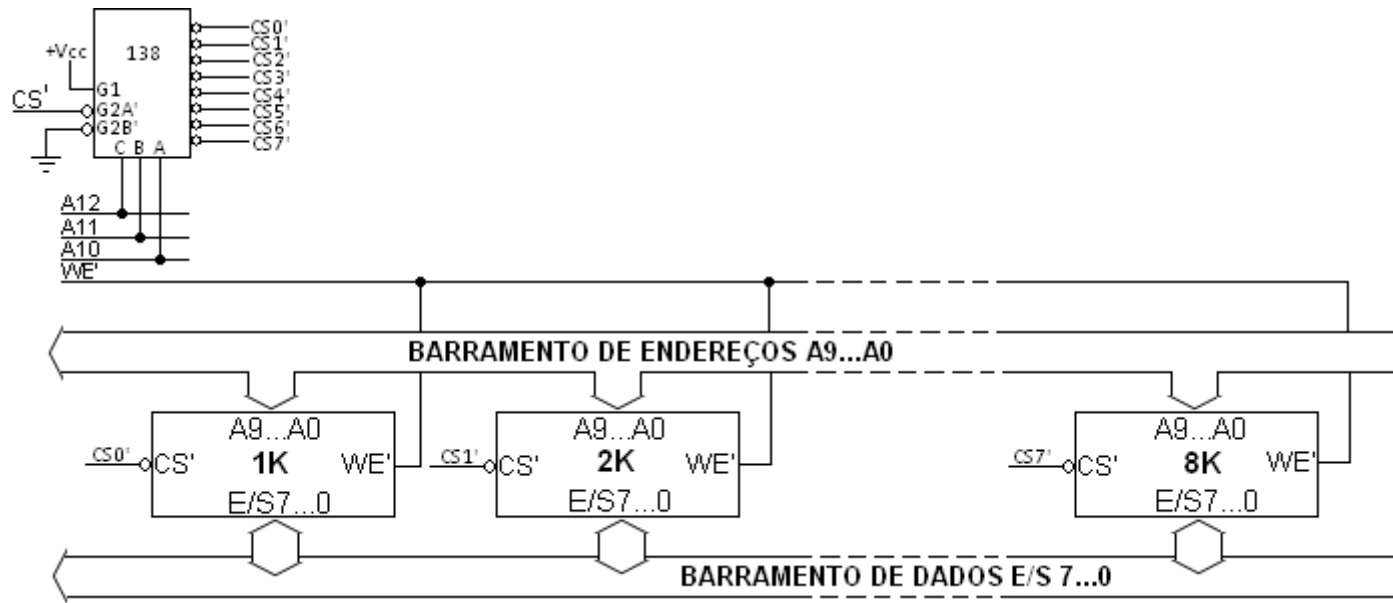 CS0'
CS1'
+Vcc 138 CS2'
CS3'
G1 CS4'
CS' G2A' CS5'
G2B' CS6'
C B A CS7'
A12
A11
A10
WE'
BARRAMENTO DE ENDEREÇOS A9...A0
A9...A0 A9...A0 A9...A0
CS0' CS' 1K WE' CS1' CS' 2K WE' CS7' CS' 8K WE'
E/S7...0 E/S7...0 E/S7...0
BARRAMENTO DE DADOS E/S 7...0